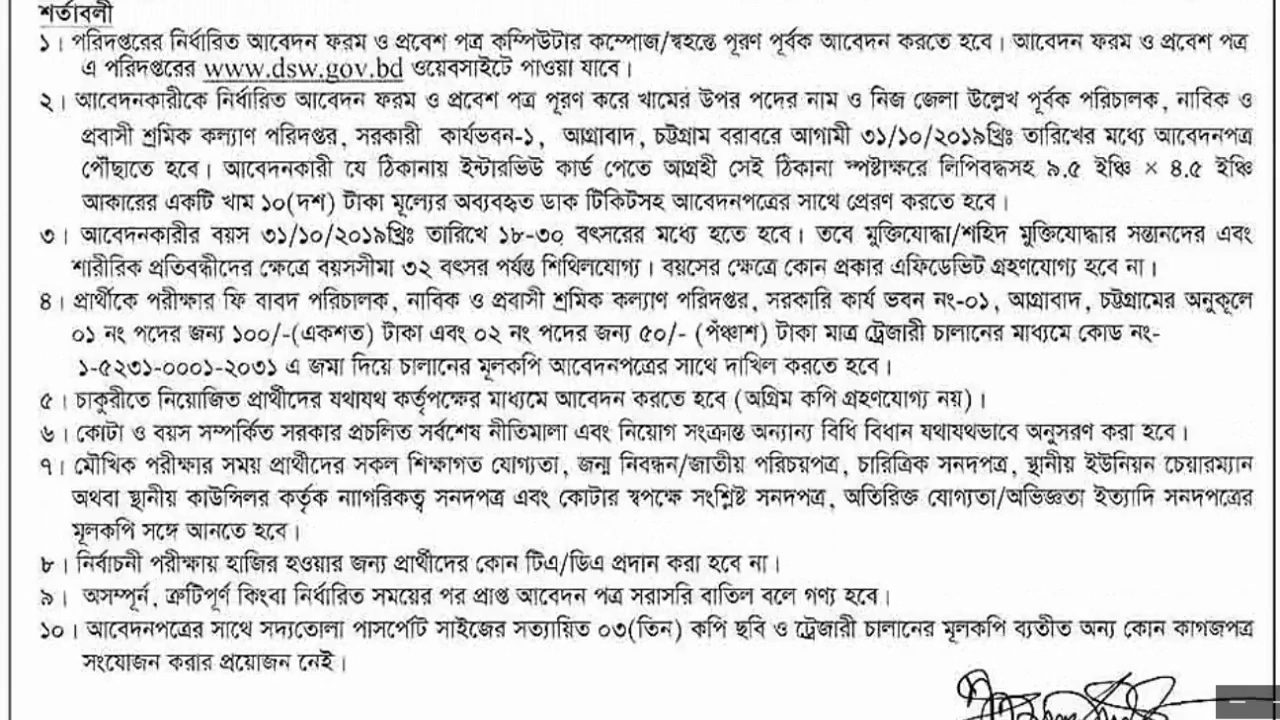 শর্তাবলী
১। পরিদপ্তরের নির্ধারিত আবেদন ফরম ও প্রবেশ পত্র কম্পিউটার কম্পোজ/স্বহস্তে পূরণ পূর্বক আবেদন করতে হবে। আবেদন ফরম ও প্রবেশ পত্র
এ পরিদপ্তরের www.dsw.gov.bd ওয়েবসাইটে পাওয়া যাবে।
২। আবেদনকারীকে নির্ধারিত আবেদন ফরম ও প্রবেশ পত্র পূরণ করে খামের উপর পদের নাম ও নিজ জেলা উল্লেখ পূর্বক পরিচালক, নাবিক ও
প্রবাসী শ্রমিক কল্যাণ পরিদপ্তর, সরকারী কার্যভবন-১, আগ্রাবাদ, চট্টগ্রাম বরাবরে আগামী ৩১/১০/২০১৯খ্রিঃ তারিখের মধ্যে আবেদনপত্র
পৌঁছাতে হবে। আবেদনকারী যে ঠিকানায় ইন্টারভিউ কার্ড পেতে আগ্রহী সেই ঠিকানা স্পষ্টাক্ষরে লিপিবদ্ধসহ ৯.৫ ইঞ্চি × ৪.৫ ইঞ্চি
আকারের একটি খাম ১০(দশ) টাকা মূল্যের অব্যবহৃত ডাক টিকিটসহ আবেদনপত্রের সাথে প্রেরণ করতে হবে।
৩। আবেদনকারীর বয়স ৩১/১০/২০১৯খ্রিঃ তারিখে ১৮-৩০ বৎসরের মধ্যে হতে হবে। তবে মুক্তিযোদ্ধা/শহিদ মুক্তিযোদ্ধার সন্তানদের এবং
শারীরিক প্রতিবন্ধীদের ক্ষেত্রে বয়সসীমা ৩২ বৎসর পর্যন্ত শিথিলযোগ্য। বয়সের ক্ষেত্রে কোন প্রকার এফিডেভিট গ্রহণযোগ্য হবে না।
৪। প্রার্থীকে পরীক্ষার ফি বাবদ পরিচালক, নাবিক ও প্রবাসী শ্রমিক কল্যাণ পরিদপ্তর, সরকারি কার্য ভবন নং-০১, আগ্রাবাদ, চট্টগ্রামের অনুকূলে
০১ নং পদের জন্য ১০০/-(একশত) টাকা এবং ০২ নং পদের জন্য ৫০/- (পঁঞ্চাশ) টাকা মাত্র ট্রেজারী চালানের মাধ্যমে কোড নং-
১-৫২৩১-০০০১-২০৩১ এ জমা দিয়ে চালানের মূলকপি আবেদনপত্রের সাথে দাখিল করতে হবে।
৫। চাকুরীতে নিয়োজিত প্রার্থীদের যথাযথ কর্তৃপক্ষের মাধ্যমে আবেদন করতে হবে (অগ্রিম কপি গ্রহণযোগ্য নয়)।
৬। কোটা ও বয়স সম্পর্কিত সরকার প্রচলিত সর্বশেষ নীতিমালা এবং নিয়োগ সংক্রান্ত অন্যান্য বিধি বিধান যথাযথভাবে অনুসরণ করা হবে।
৭। মৌখিক পরীক্ষার সময় প্রার্থীদের সকল শিক্ষাগত যোগ্যতা, জন্ম নিবন্ধন/জাতীয় পরিচয়পত্র, চারিত্রিক সনদপত্র, স্থানীয় ইউনিয়ন চেয়ারম্যান
অথবা স্থানীয় কাউন্সিলর কর্তৃক নাাগরিকত্ব সনদপত্র এবং কোটার স্বপক্ষে সংশ্লিষ্ট সনদপত্র, অতিরিক্ত যোগ্যতা/অভিজ্ঞতা ইত্যাদি সনদপত্রের
মূলকপি সঙ্গে আনতে হবে।
৮। নির্বাচনী পরীক্ষায় হাজির হওয়ার জন্য প্রার্থীদের কোন টিএ/ডিএ প্রদান করা হবে না।
৯। অসম্পূর্ন, ত্রুটিপূর্ণ কিংবা নির্ধারিত সময়ের পর প্রাপ্ত আবেদন পত্র সরাসরি বাতিল বলে গণ্য হবে।
১০। আবেদনপত্রের সাথে সদ্যতোলা পাসর্পোট সাইজের সত্যায়িত ০৩(তিন) কপি ছবি ও ট্রেজারী চালানের মূলকপি ব্যতীত অন্য কোন কাগজপত্র
সংযোজন করার প্রয়োজন নেই।